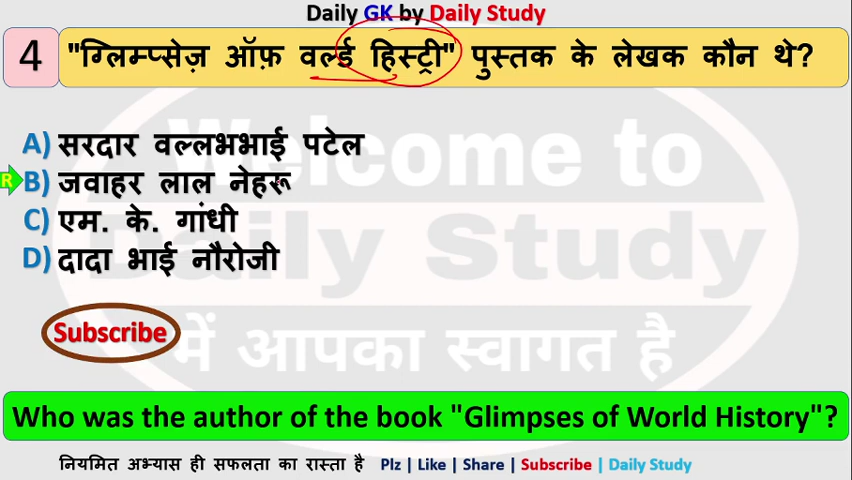 Daily GK by Daily Study
4 "ग्लिम्प्सेज़ ऑफ़ वर्ल्ड हिस्ट्री" पुस्तक के लेखक कौन थे?
Welcome to
A) सरदार वल्लभभाई पटेल
R B) जवाहर लाल नेहरू
C) एम. के. गांधी
Daily Study
D) दादा भाई नौरोजी
Subscribe
में आपका स्वागत है
Who was the author of the book "Glimpses of World History"?
नियमित अभ्यास ही सफलता का रास्ता है Plz | Like | Share | Subscribe | Daily Study